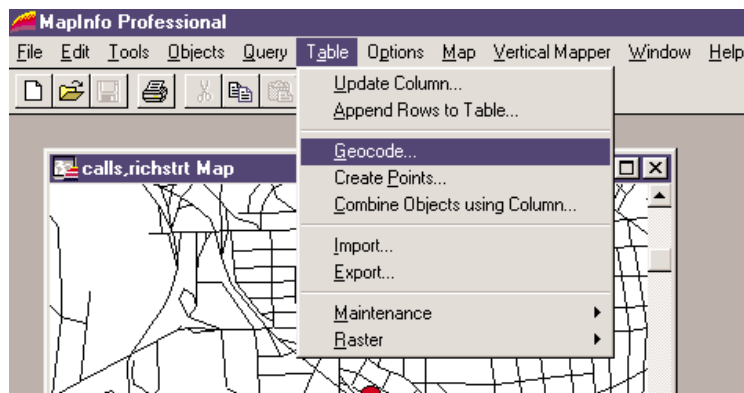 MapInfo Professional
File Edit Tools Objects Query Table Options Map Vertical Mapper Window Help
Update Column...
Append Rows to Table...
Geocode...
calls,richstrt Map
Create Points...
Combine Objects using Column...
Import...
Export...
Maintenance
Raster